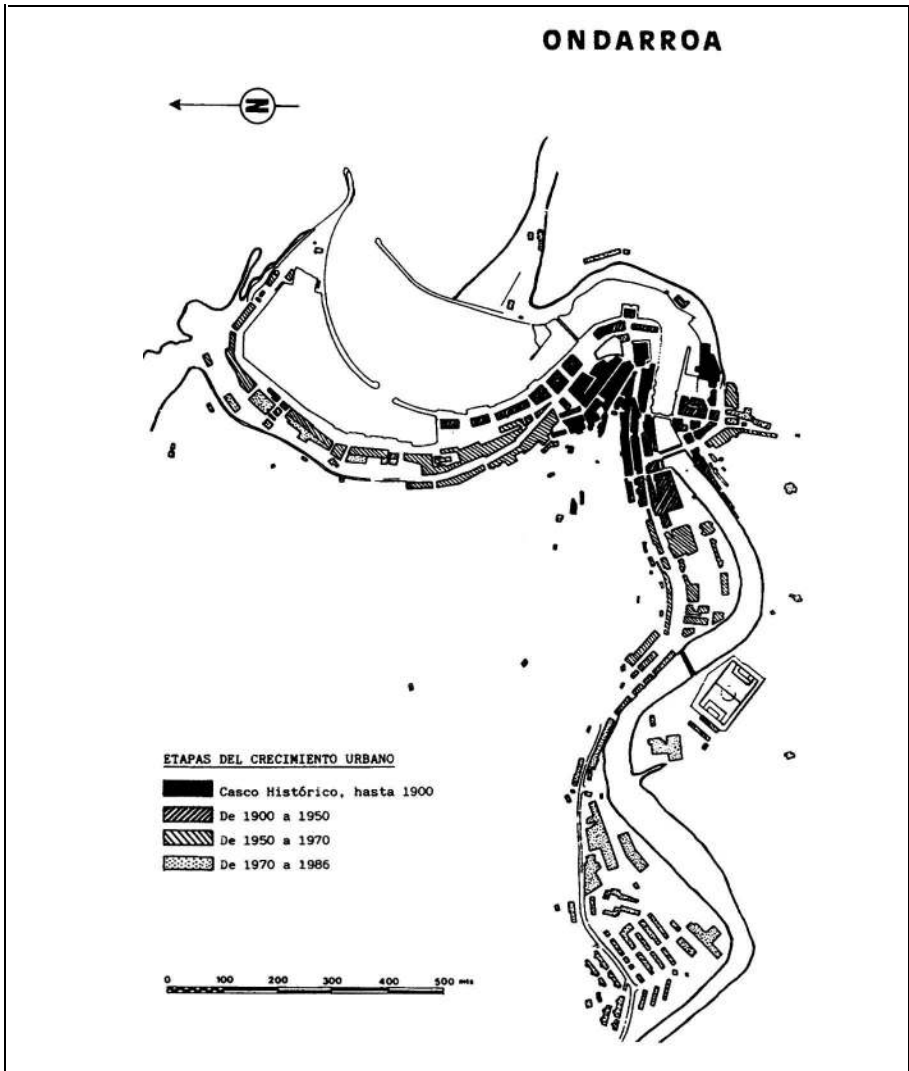 ONDARROA
N
ETAPAS DEL CRECIMIENTO URBANO
Casco Histórico, hasta 1900
De 1900 a 1950
De 1950 a 1970
De 1970 a 1986
0 100 200 300 400 500 mts